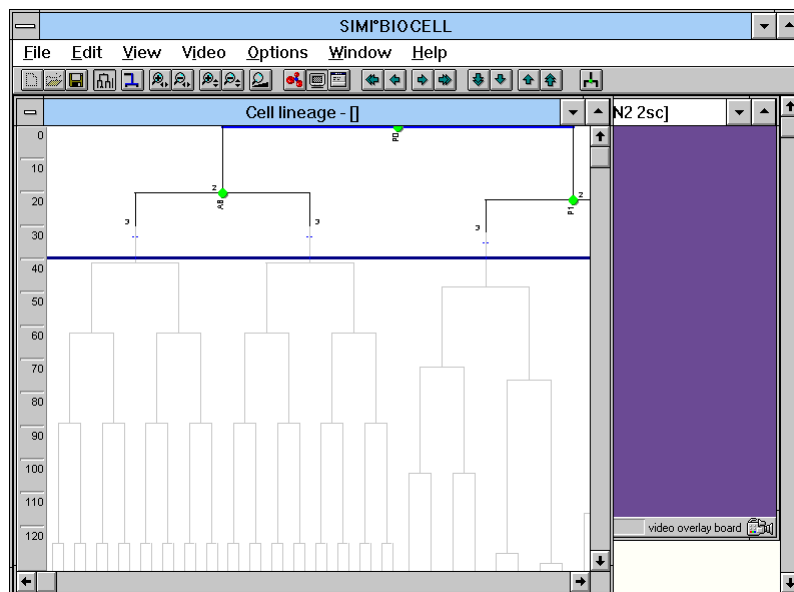 SIMI°BIOCELL
File Edit View Video Options Window Help
Cell lineage - []
N2 2sc]
0
10
20
30
40
50
60
70
80
90
100
110
120
P0
2
AB
3
3
2
P1
3
video overlay board